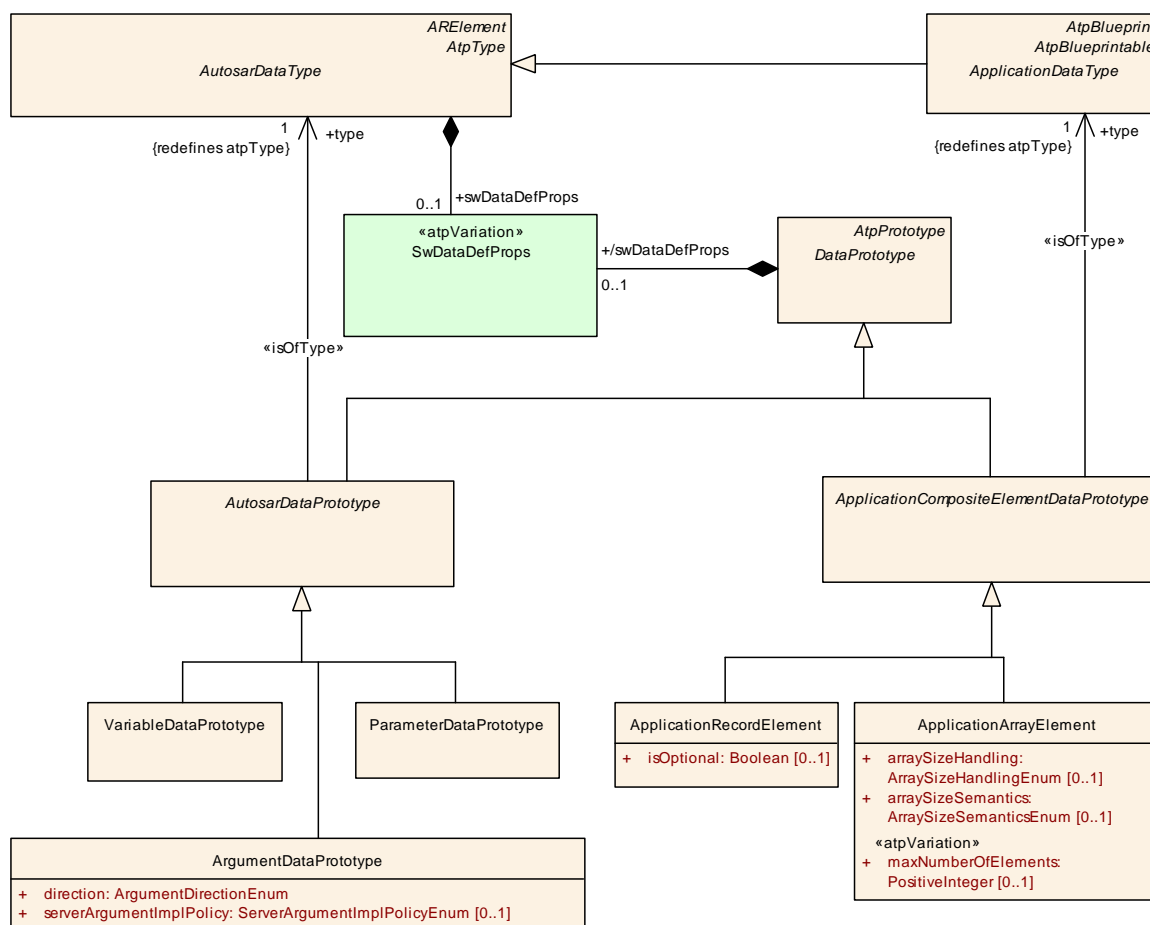 ARElement
AtpType
AutosarDataType
AtpBlueprint
AtpBlueprintable
ApplicationDataType
1
+type
{redefines atpType}
1
+type
{redefines atpType}
+swDataDefProps
0..1
«atpVariation»
SwDataDefProps
+/swDataDefProps
0..1
AtpPrototype
DataPrototype
«isOfType»
«isOfType»
AutosarDataPrototype
ApplicationCompositeElementDataPrototype
VariableDataPrototype
ParameterDataPrototype
ApplicationRecordElement
+ isOptional: Boolean [0..1]
ApplicationArrayElement
+ arraySizeHandling:
ArraySizeHandlingEnum [0..1]
+ arraySizeSemantics:
ArraySizeSemanticsEnum [0..1]
«atpVariation»
+ maxNumberOfElements:
PositiveInteger [0..1]
ArgumentDataPrototype
+ direction: ArgumentDirectionEnum
+ serverArgumentImplPolicy: ServerArgumentImplPolicyEnum [0..1]